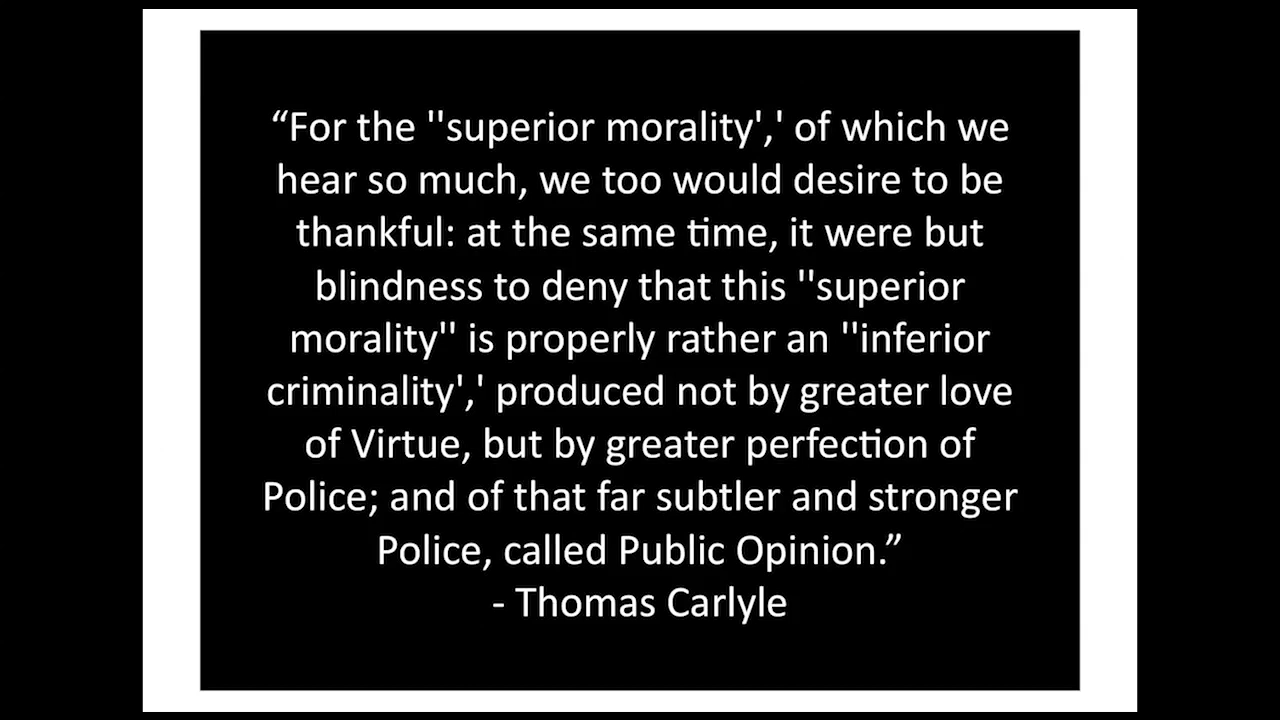 “For the ''superior morality',' of which we
hear so much, we too would desire to be
thankful: at the same time, it were but
blindness to deny that this ''superior
morality'' is properly rather an ''inferior
criminality',' produced not by greater love
of Virtue, but by greater perfection of
Police; and of that far subtler and stronger
Police, called Public Opinion.”
- Thomas Carlyle